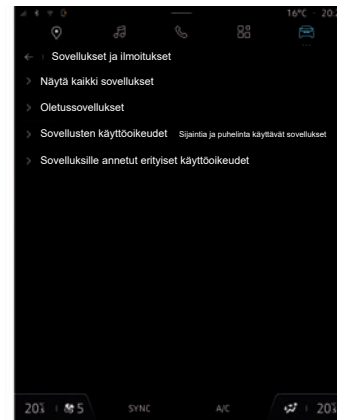 16°C
Sovellukset ja ilmoitukset
Näytä kaikki sovellukset
Oletussovellukset
Sovellusten käyttöoikeudet Sijaintia ja puhelinta käyttävät sovellukset
Sovelluksille annetut erityiset käyttöoikeudet
5 SYNC A/C